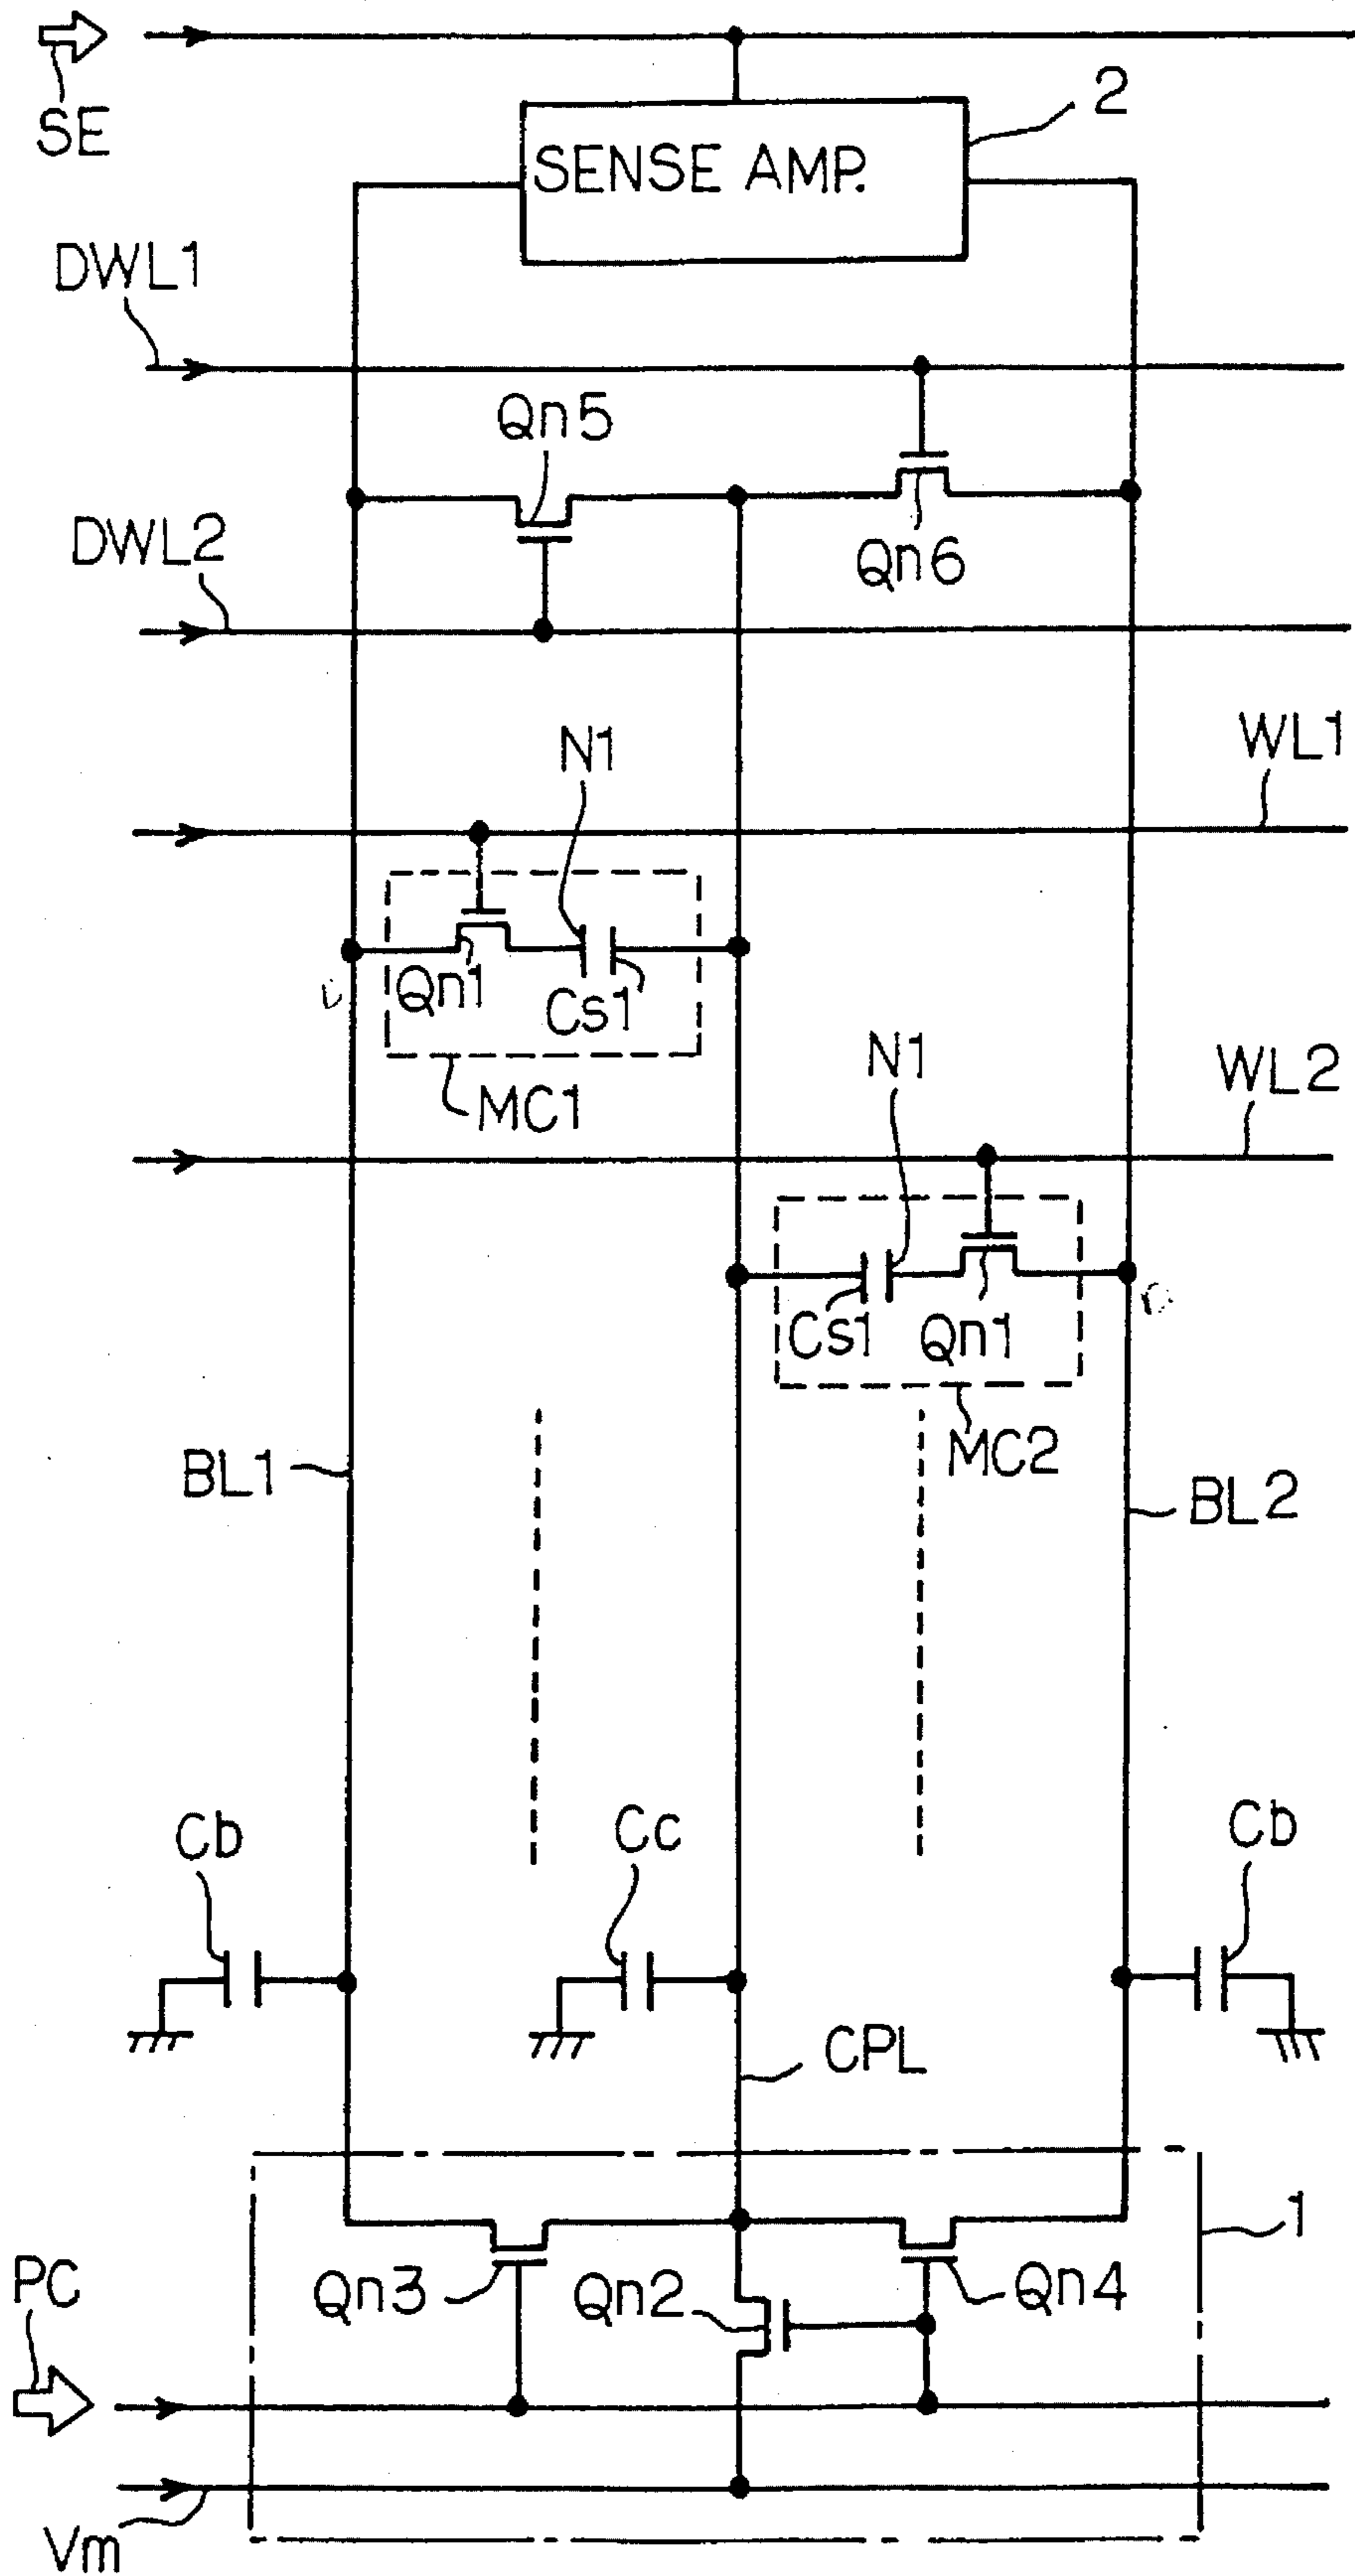 SE
2
SENSE AMP.
DWL1
Qn5
DWL2
Qn6
N1
WL1
Qn1
Cs1
MC1
N1
WL2
Cs1
Qn1
MC2
BL1
BL2
Cb
Cc
Cb
CPL
1
PC
Qn3
Qn2
Qn4
Vm